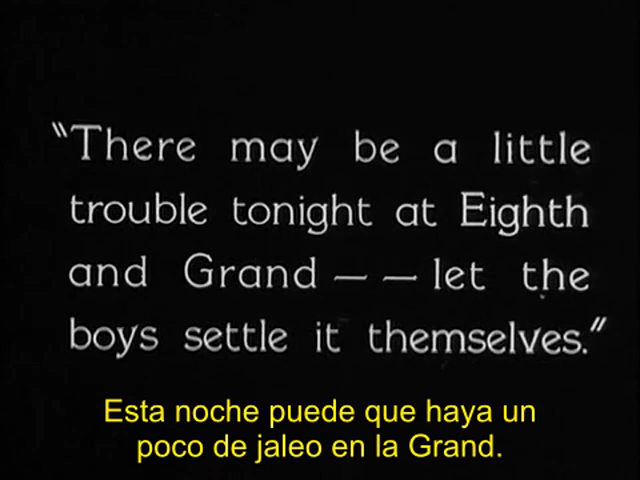 "There may be a little
trouble tonight at Eighth
and Grand — — let the
boys settle it themselves."
Esta noche puede que haya un
poco de jaleo en la Grand.